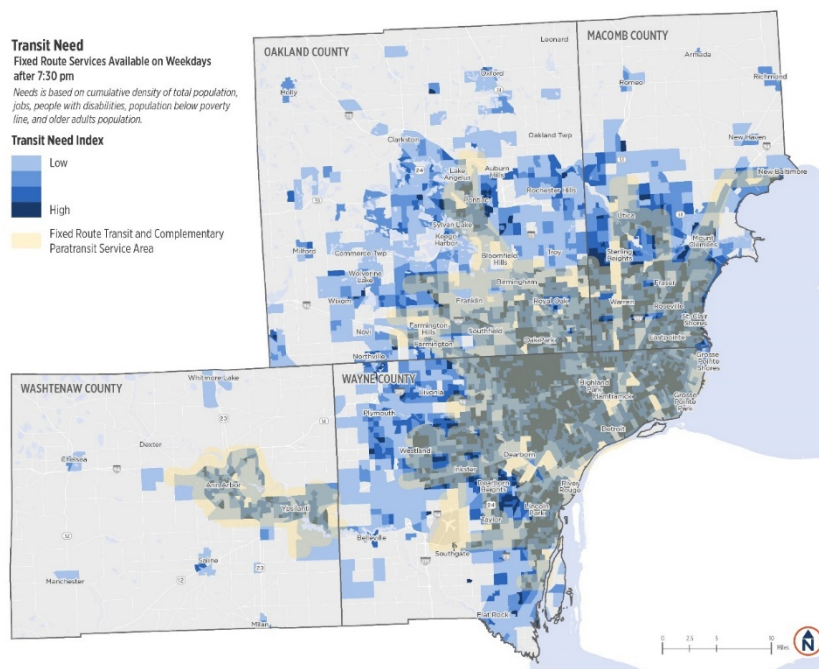 Transit Need
Fixed Route Services Available on Weekdays
after 7:30 pm
Needs is based on cumulative density of total population,
jobs, people with disabilities, population below poverty
line, and older adults population.
Transit Need Index
Low
High
Fixed Route Transit and Complementary
Paratransit Service Area
OAKLAND COUNTY
Leonard
MACOMB COUNTY
Armada
Richmond
Romeo
Oxford
Holly
Oakland Twp
New Haven
Clarkston
New Baltimore
Lake
Angelus
Auburn
Hills
Rochester Hills
Pontiac
Utica
Sylvan Lake
Keego
Harbor
Mount
Clemens
Sterling
Heights
Milford
Commerce Twp
Bloomfield
Hills
Troy
Wolverine
Lake
Birmingham
Fraser
Wixom
Franklin
Royal Oak
Warren
Roseville
St. Clair
Shores
Novi
Farmington
Hills
Southfield
Farmington
Oak Park
Eastpointe
Northville
Grosse
Pointe
Shores
WASHTENAW COUNTY
Whitmore Lake
WAYNE COUNTY
Highland
Park
Hamtramck
Grosse
Pointe
Park
Livonia
Plymouth
Dexter
Detroit
Chelsea
Westland
Dearborn
Ann Arbor
Inkster
Dearborn
Heights
River
Rouge
Ypsilanti
Taylor
Lincoln
Park
Belleville
Southgate
Saline
Manchester
Milan
Flat Rock
0 2.5 5 10
Miles
N